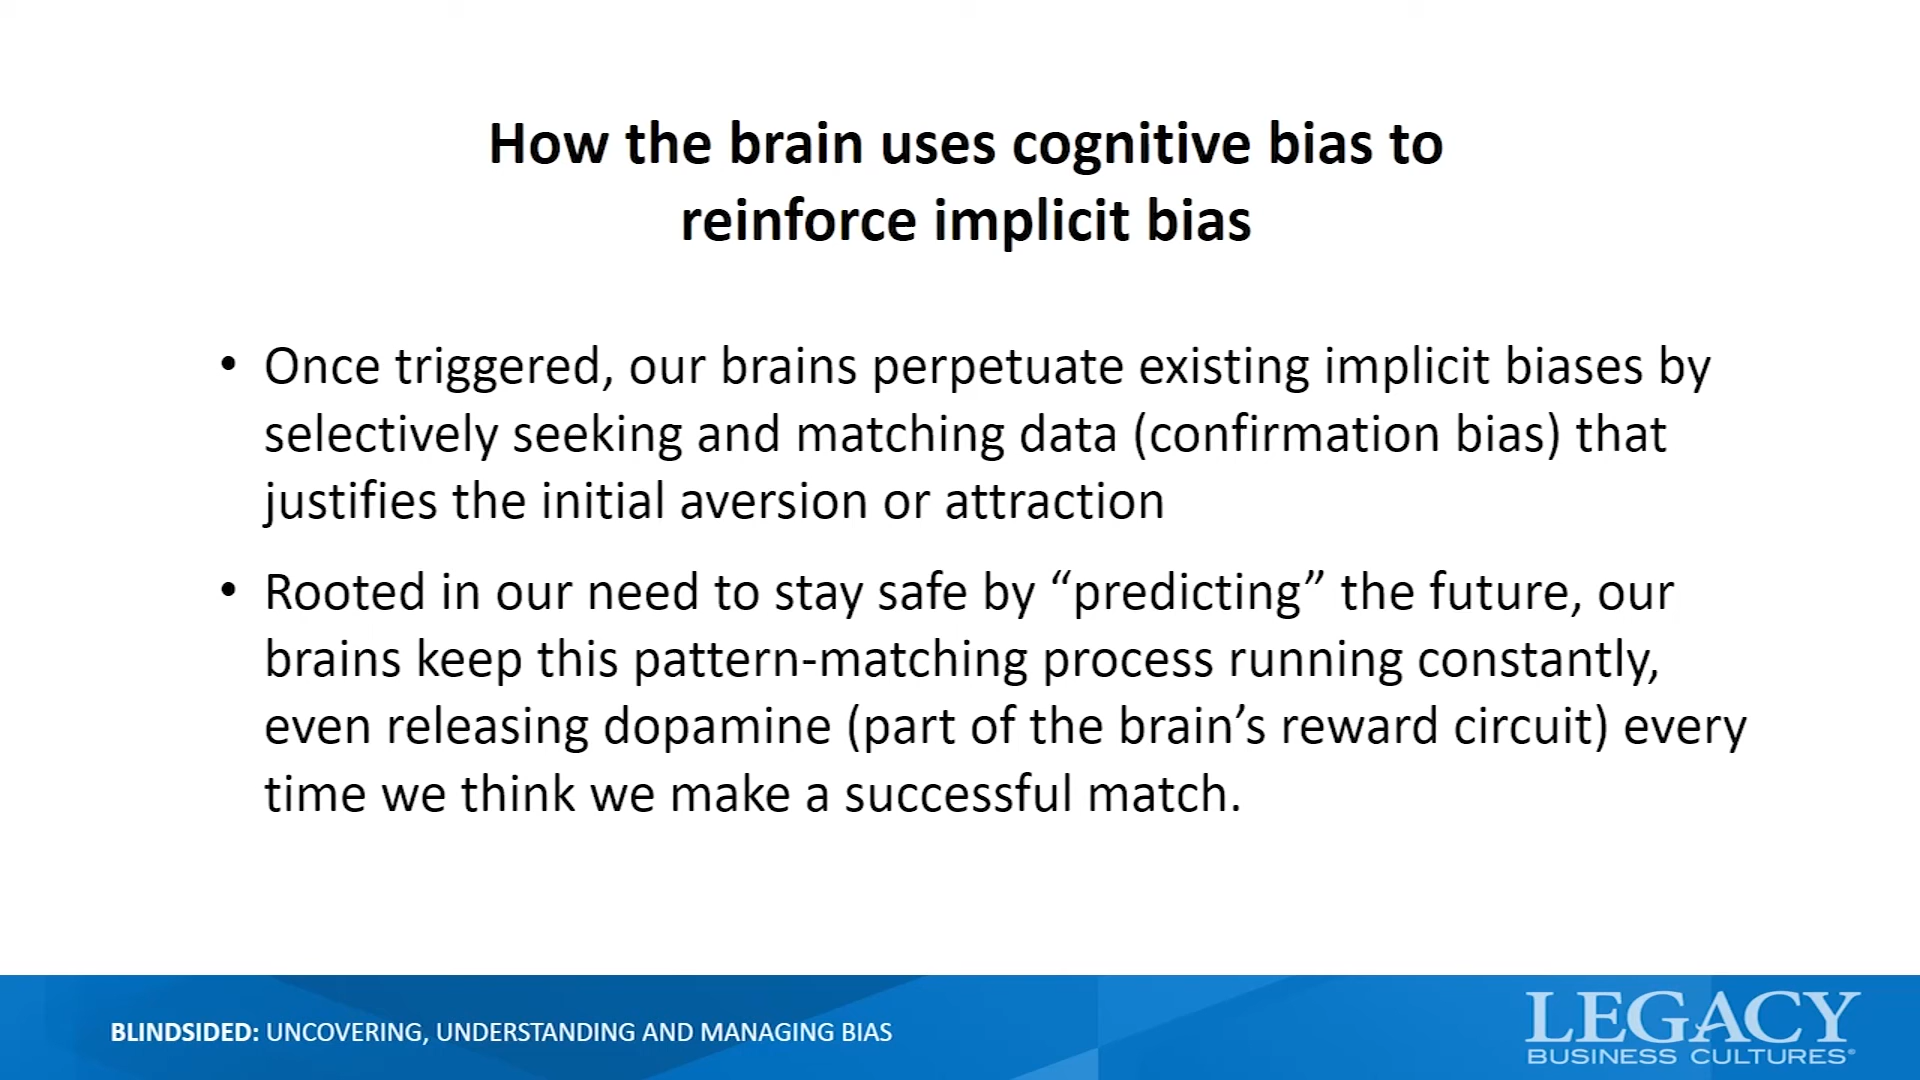 How the brain uses cognitive bias to
reinforce implicit bias
• Once triggered, our brains perpetuate existing implicit biases by
selectively seeking and matching data (confirmation bias) that
justifies the initial aversion or attraction
• Rooted in our need to stay safe by “predicting” the future, our
brains keep this pattern-matching process running constantly,
even releasing dopamine (part of the brain’s reward circuit) every
time we think we make a successful match.
BLINDSIDED: UNCOVERING, UNDERSTANDING AND MANAGING BIAS
LEGACY
BUSINESS CULTURES®